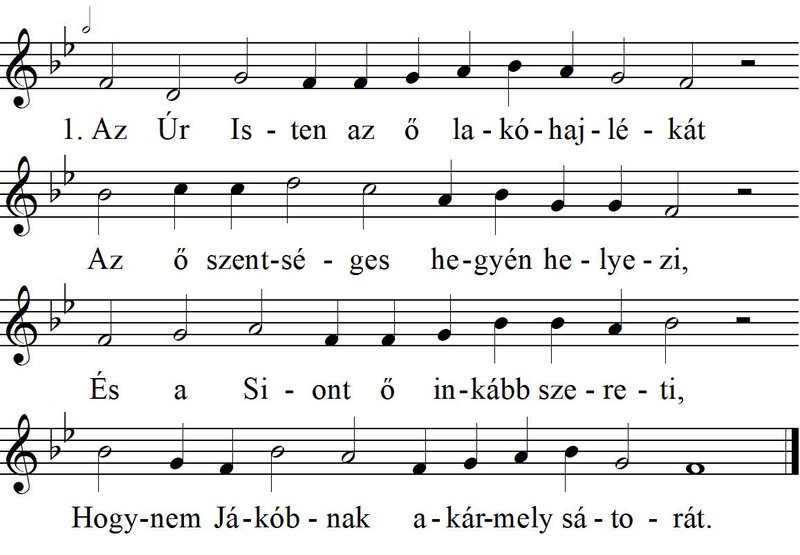 1. Az Úr Is - ten az ő la - kó - haj - lé - kát
Az ő szent - sé - ges he - gyén he - lye - zi,
És a Si - ont ő in - kább sze - re - ti,
Hogy - nem Já - kób - nak a - kár - mely sá - to - rát.